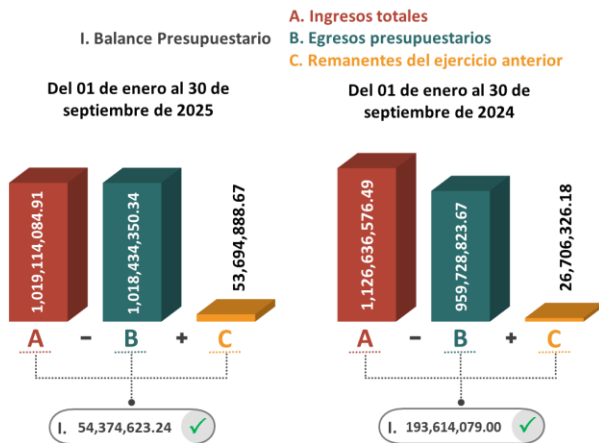 I. Balance Presupuestario
A. Ingresos totales
B. Egresos presupuestarios
C. Remanentes del ejercicio anterior
Del 01 de enero al 30 de
septiembre de 2025
1,019,114,084.91
1,018,434,350.34
53,694,888.67
A - B + C
I. 54,374,623.24
Del 01 de enero al 30 de
septiembre de 2024
1,126,636,576.49
959,728,823.67
26,706,326.18
A - B + C
I. 193,614,079.00